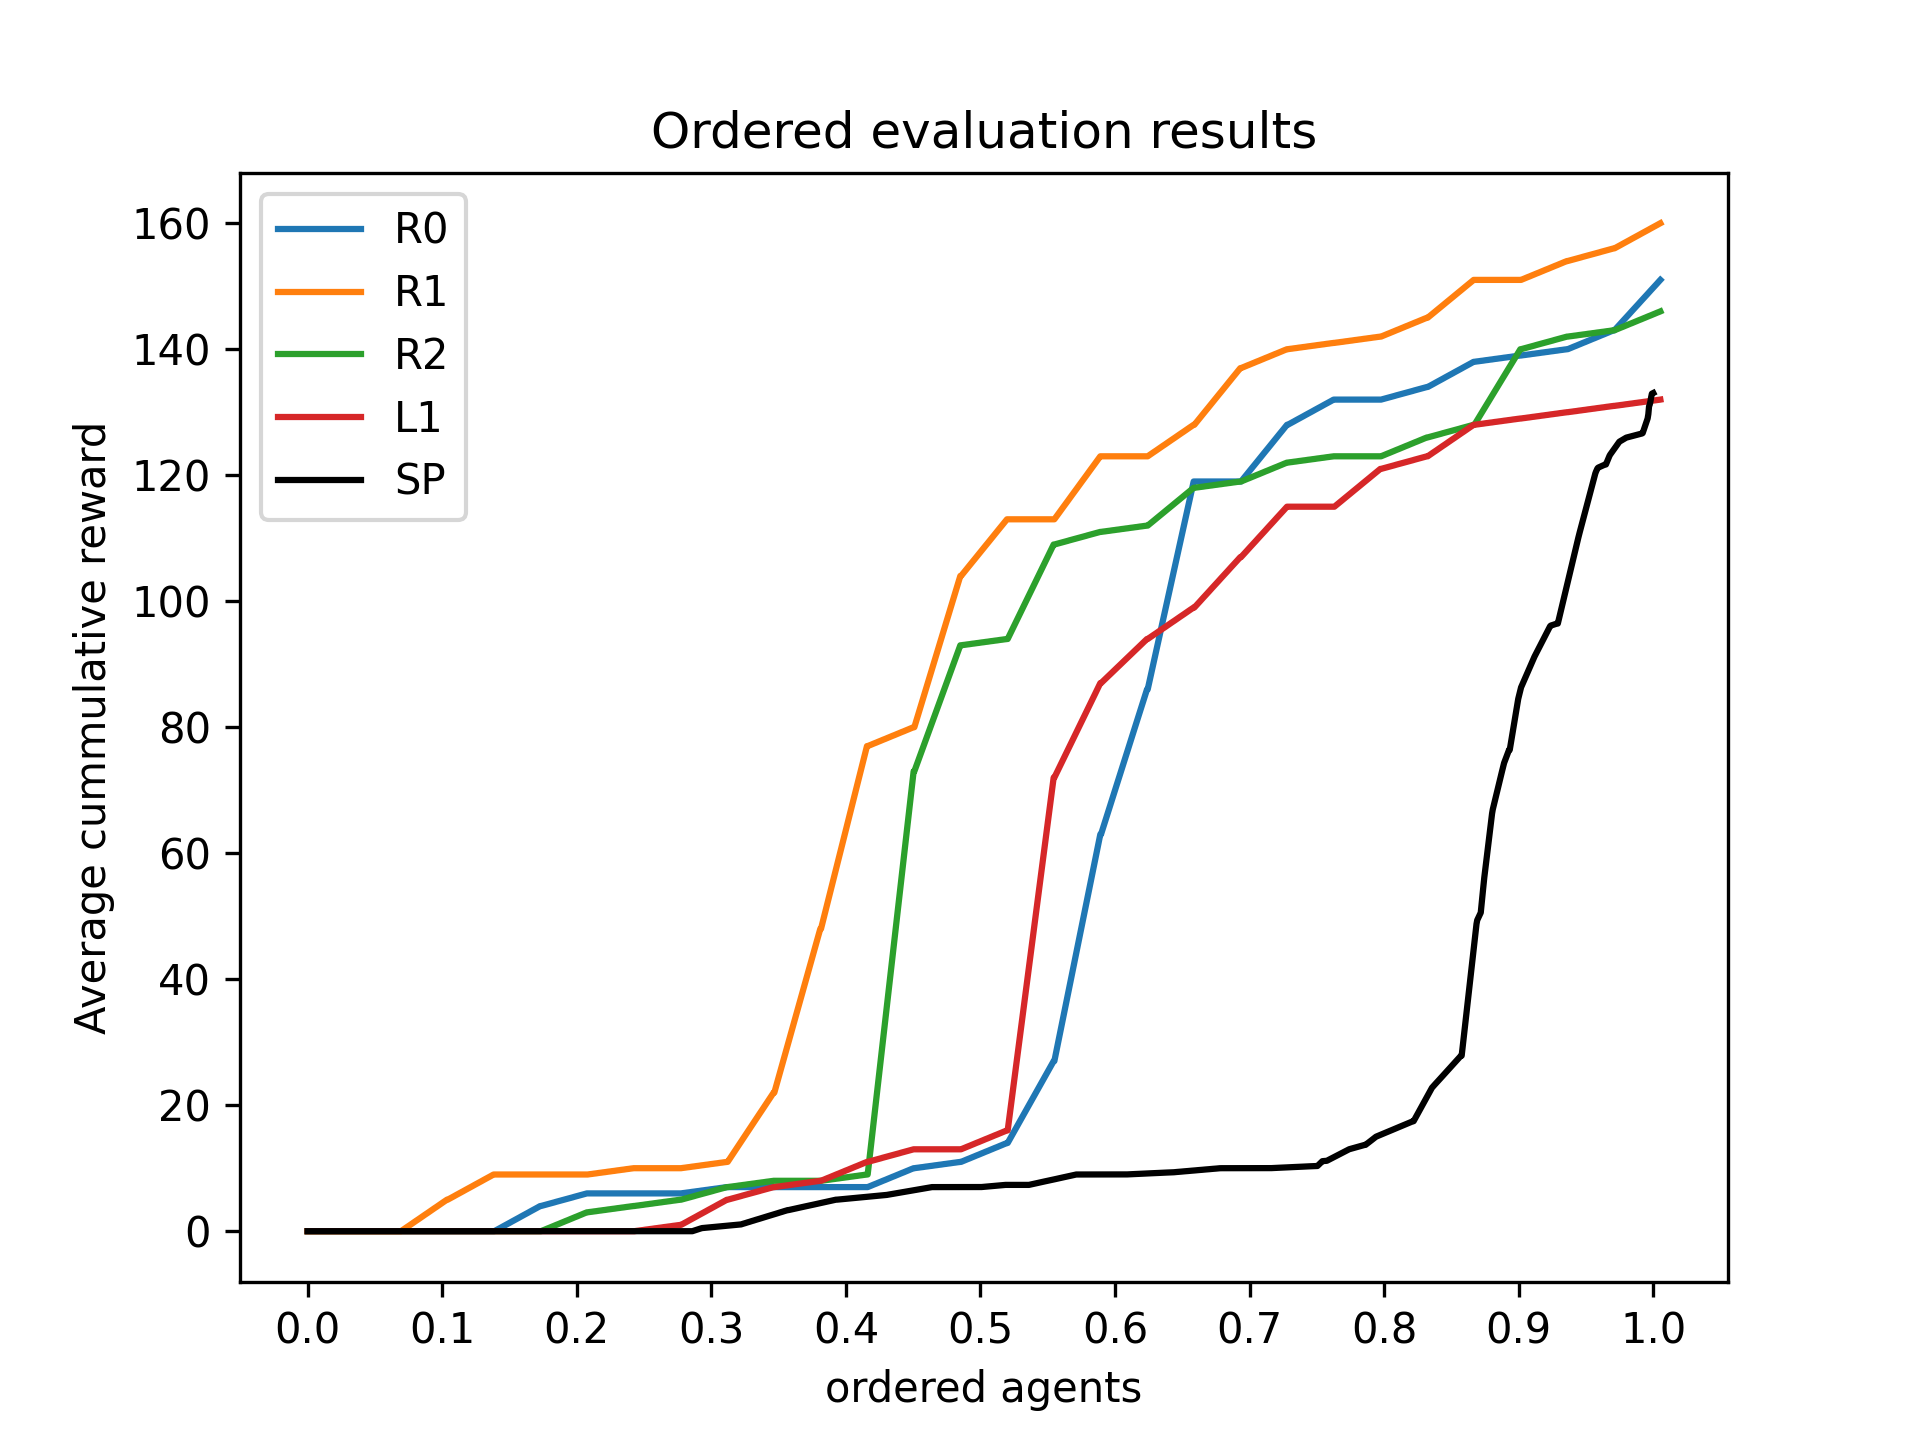 Ordered evaluation results
R0
R1
R2
L1
SP
Average cummulative reward
160
140
120
100
80
60
40
20
0
0.0 0.1 0.2 0.3 0.4 0.5 0.6 0.7 0.8 0.9 1.0
ordered agents